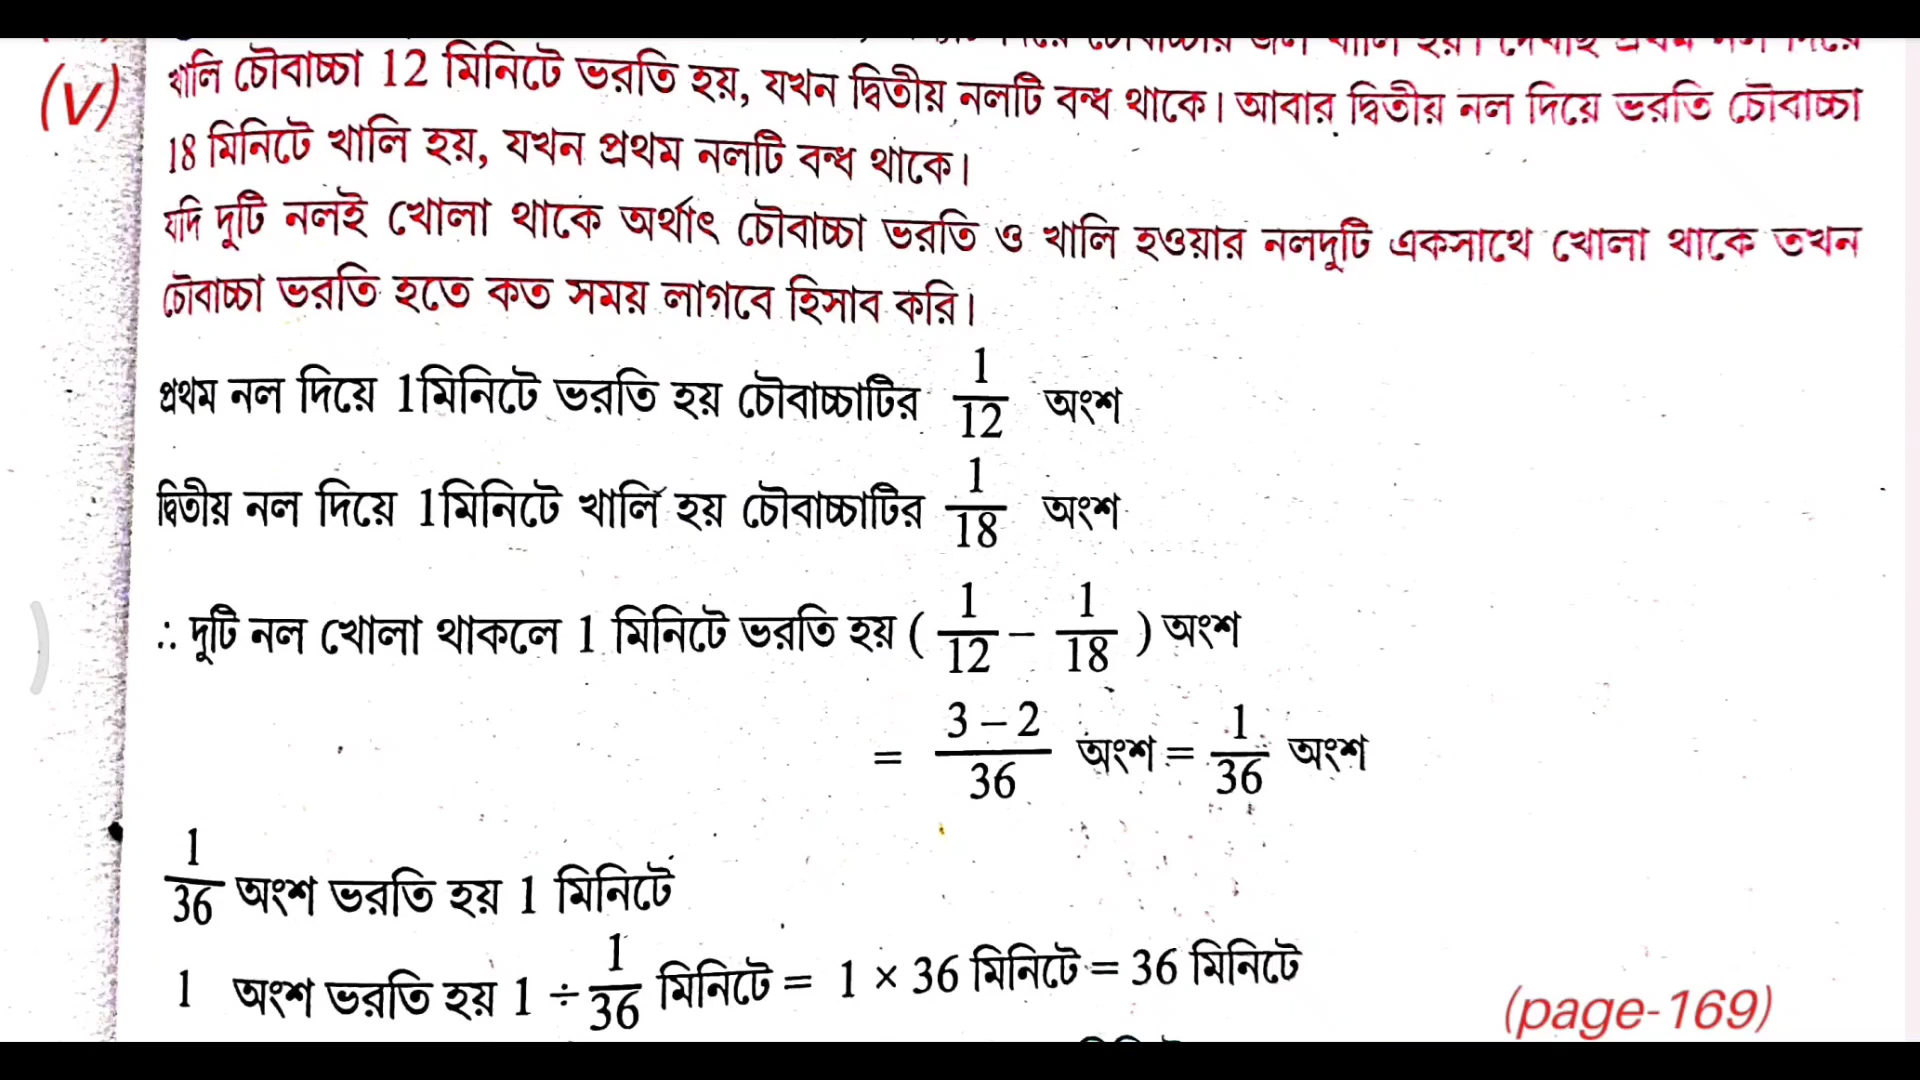 (v)
খালি চৌবাচ্চা 12 মিনিটে ভরতি হয়, যখন দ্বিতীয় নলটি বন্ধ থাকে। আবার দ্বিতীয় নল দিয়ে ভরতি চৌবাচ্চা
18 মিনিটে খালি হয়, যখন প্রথম নলটি বন্ধ থাকে।
যদি দুটি নলই খোলা থাকে অর্থাৎ চৌবাচ্চা ভরতি ও খালি হওয়ার নলদুটি একসাথে খোলা থাকে তখন
চৌবাচ্চা ভরতি হতে কত সময় লাগবে হিসাব করি।
প্রথম নল দিয়ে 1মিনিটে ভরতি হয় চৌবাচ্চাটির 1/12 অংশ
দ্বিতীয় নল দিয়ে 1মিনিটে খালি হয় চৌবাচ্চাটির 1/18 অংশ
∴ দুটি নল খোলা থাকলে 1 মিনিটে ভরতি হয় ( 1/12 – 1/18 ) অংশ
= 3 – 2/36 অংশ = 1/36 অংশ
1/36 অংশ ভরতি হয় 1 মিনিটে
1 অংশ ভরতি হয় 1 ÷ 1/36 মিনিটে = 1 × 36 মিনিটে = 36 মিনিটে
(page-169)